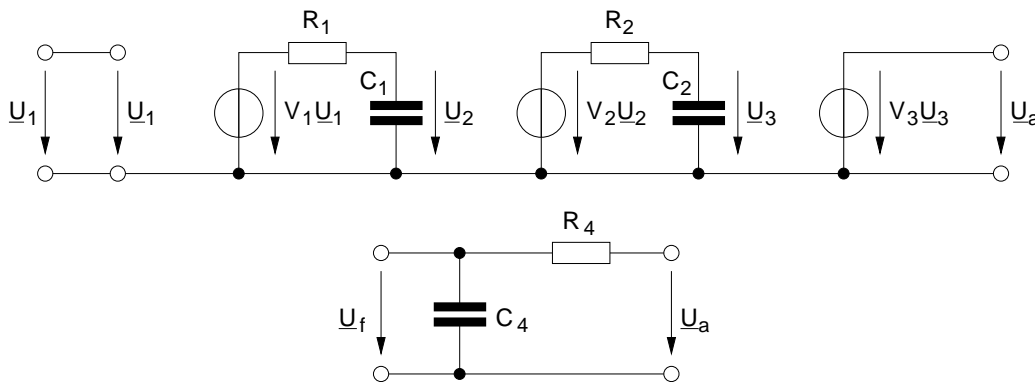 R1 R2
C1 C2
U1 U1 V1U1 U2 V2U2 U3 V3U3 Ua
R4
Uf C4 Ua